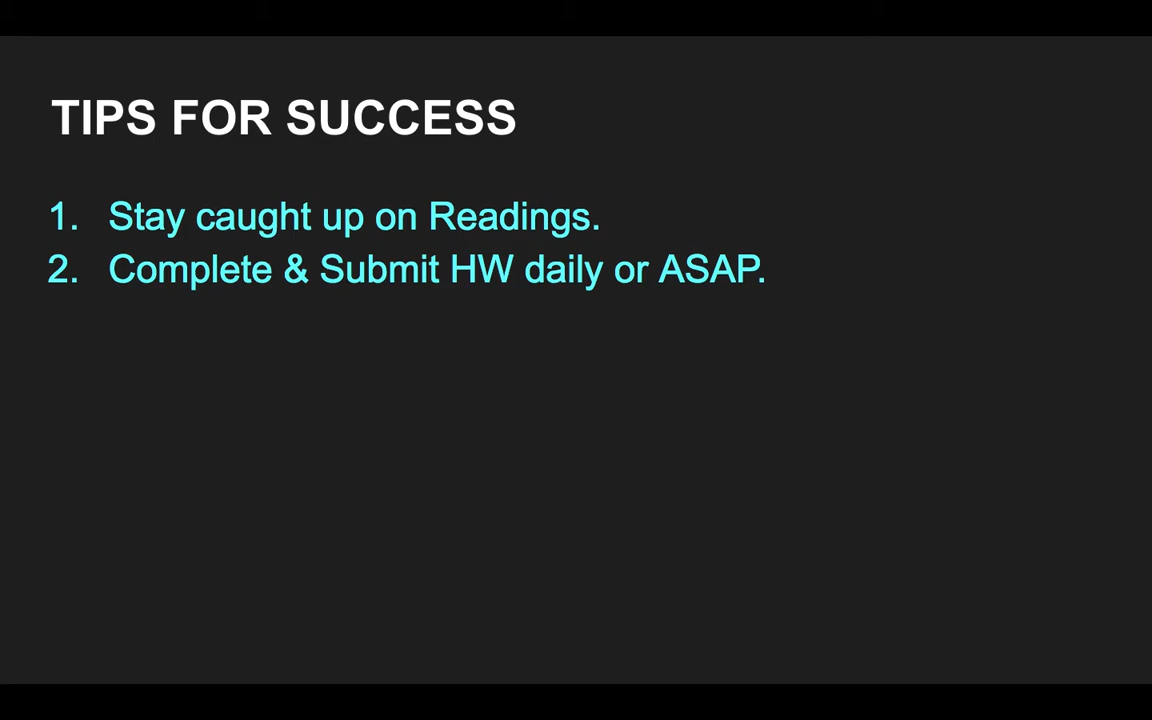 TIPS FOR SUCCESS
1. Stay caught up on Readings.
2. Complete & Submit HW daily or ASAP.